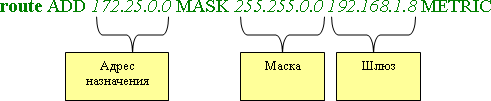 route ADD 172.25.0.0 MASK 255.255.0.0 192.168.1.8 METRIC
Адрес
назначения
Маска
Шлюз